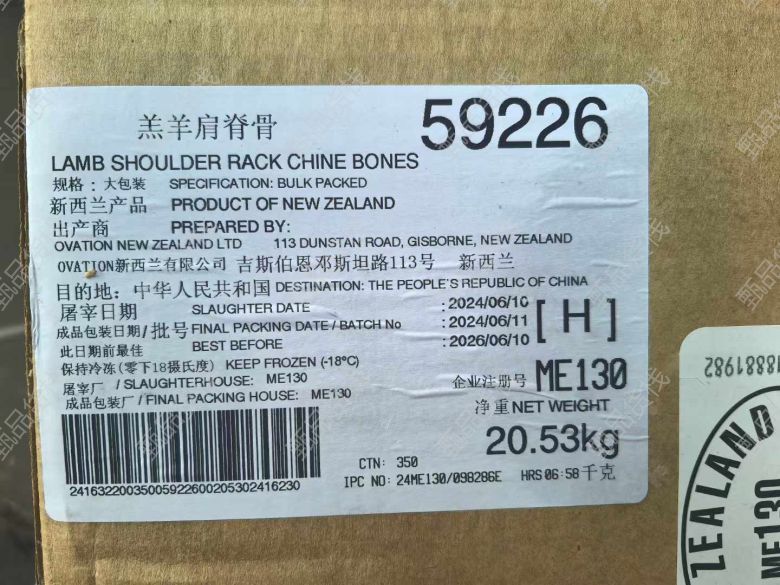 羔羊肩脊骨
59226
LAMB SHOULDER RACK CHINE BONES
规格：大包装 SPECIFICATION: BULK PACKED
新西兰产品 PRODUCT OF NEW ZEALAND
出产商 PREPARED BY:
OVATION NEW ZEALAND LTD 113 DUNSTAN ROAD, GISBORNE, NEW ZEALAND
OVATION新西兰有限公司 吉斯伯恩邓斯坦路113号 新西兰
目的地：中华人民共和国 DESTINATION: THE PEOPLE'S REPUBLIC OF CHINA
屠宰日期 SLAUGHTER DATE : 2024/06/10
成品包装日期/批号 FINAL PACKING DATE / BATCH No : 2024/06/11
此日期前最佳 BEST BEFORE : 2026/06/10
[H]
保持冷冻(零下18摄氏度) KEEP FROZEN (-18°C)
屠宰厂 / SLAUGHTERHOUSE: ME130
成品包装厂 / FINAL PACKING HOUSE: ME130
企业注册号 ME130
净重 NET WEIGHT
20.53kg
千克
CTN: 350
IPC NO: 24ME130/098286E HRS 06:58
24163220035005922600205302416230
18881982
ZEALAND
ME130
甄品货栈